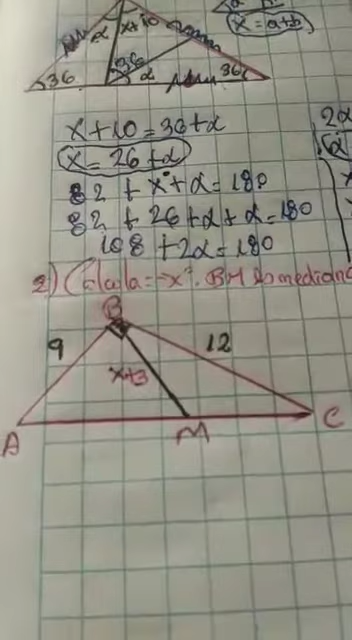 α x+10
x = a+b
36 36 α 36
x+10=36+α
x = 26+α
82 + x+α=180
82 + 26+α+α=180
108 +2α=180
2α
2) Calcula "x". BM es mediana
B
9 12
x+3
A M C